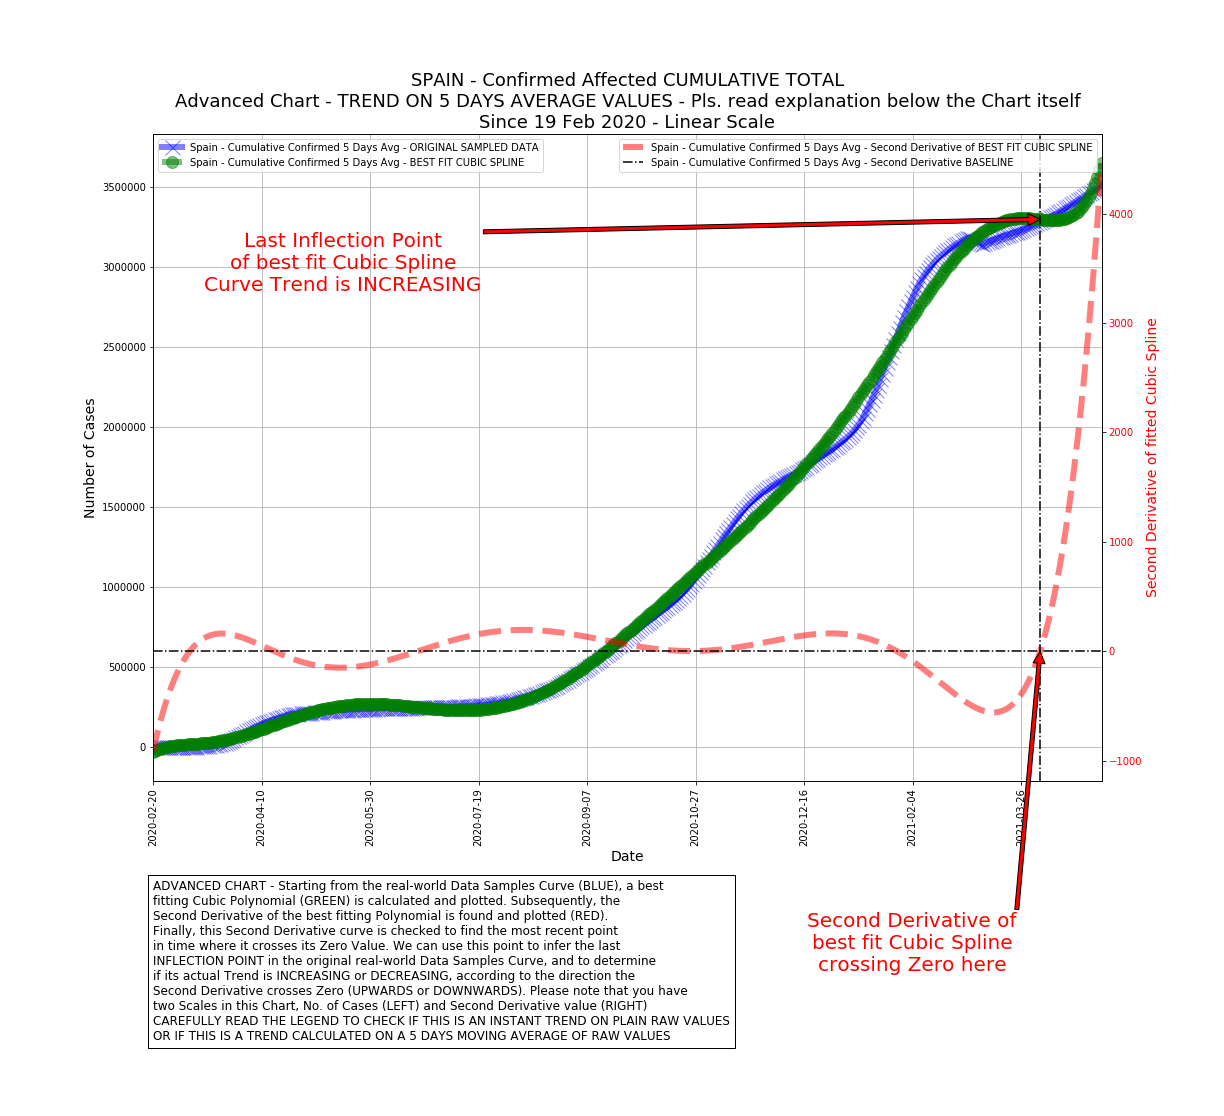 SPAIN - Confirmed Affected CUMULATIVE TOTAL
Advanced Chart - TREND ON 5 DAYS AVERAGE VALUES - Pls. read explanation below the Chart itself
Since 19 Feb 2020 - Linear Scale
Spain - Cumulative Confirmed 5 Days Avg - ORIGINAL SAMPLED DATA
Spain - Cumulative Confirmed 5 Days Avg - BEST FIT CUBIC SPLINE
Spain - Cumulative Confirmed 5 Days Avg - Second Derivative of BEST FIT CUBIC SPLINE
Spain - Cumulative Confirmed 5 Days Avg - Second Derivative BASELINE
Last Inflection Point
of best fit Cubic Spline
Curve Trend is INCREASING
Number of Cases
3500000
3000000
2500000
2000000
1500000
1000000
500000
0
4000
3000
2000
1000
0
−1000
Second Derivative of fitted Cubic Spline
2020-02-20
2020-04-10
2020-05-30
2020-07-19
2020-09-07
2020-10-27
2020-12-16
2021-02-04
2021-03-26
Date
ADVANCED CHART - Starting from the real-world Data Samples Curve (BLUE), a best
fitting Cubic Polynomial (GREEN) is calculated and plotted. Subsequently, the
Second Derivative of the best fitting Polynomial is found and plotted (RED).
Finally, this Second Derivative curve is checked to find the most recent point
in time where it crosses its Zero Value. We can use this point to infer the last
INFLECTION POINT in the original real-world Data Samples Curve, and to determine
if its actual Trend is INCREASING or DECREASING, according to the direction the
Second Derivative crosses Zero (UPWARDS or DOWNWARDS). Please note that you have
two Scales in this Chart, No. of Cases (LEFT) and Second Derivative value (RIGHT)
CAREFULLY READ THE LEGEND TO CHECK IF THIS IS AN INSTANT TREND ON PLAIN RAW VALUES
OR IF THIS IS A TREND CALCULATED ON A 5 DAYS MOVING AVERAGE OF RAW VALUES
Second Derivative of
best fit Cubic Spline
crossing Zero here